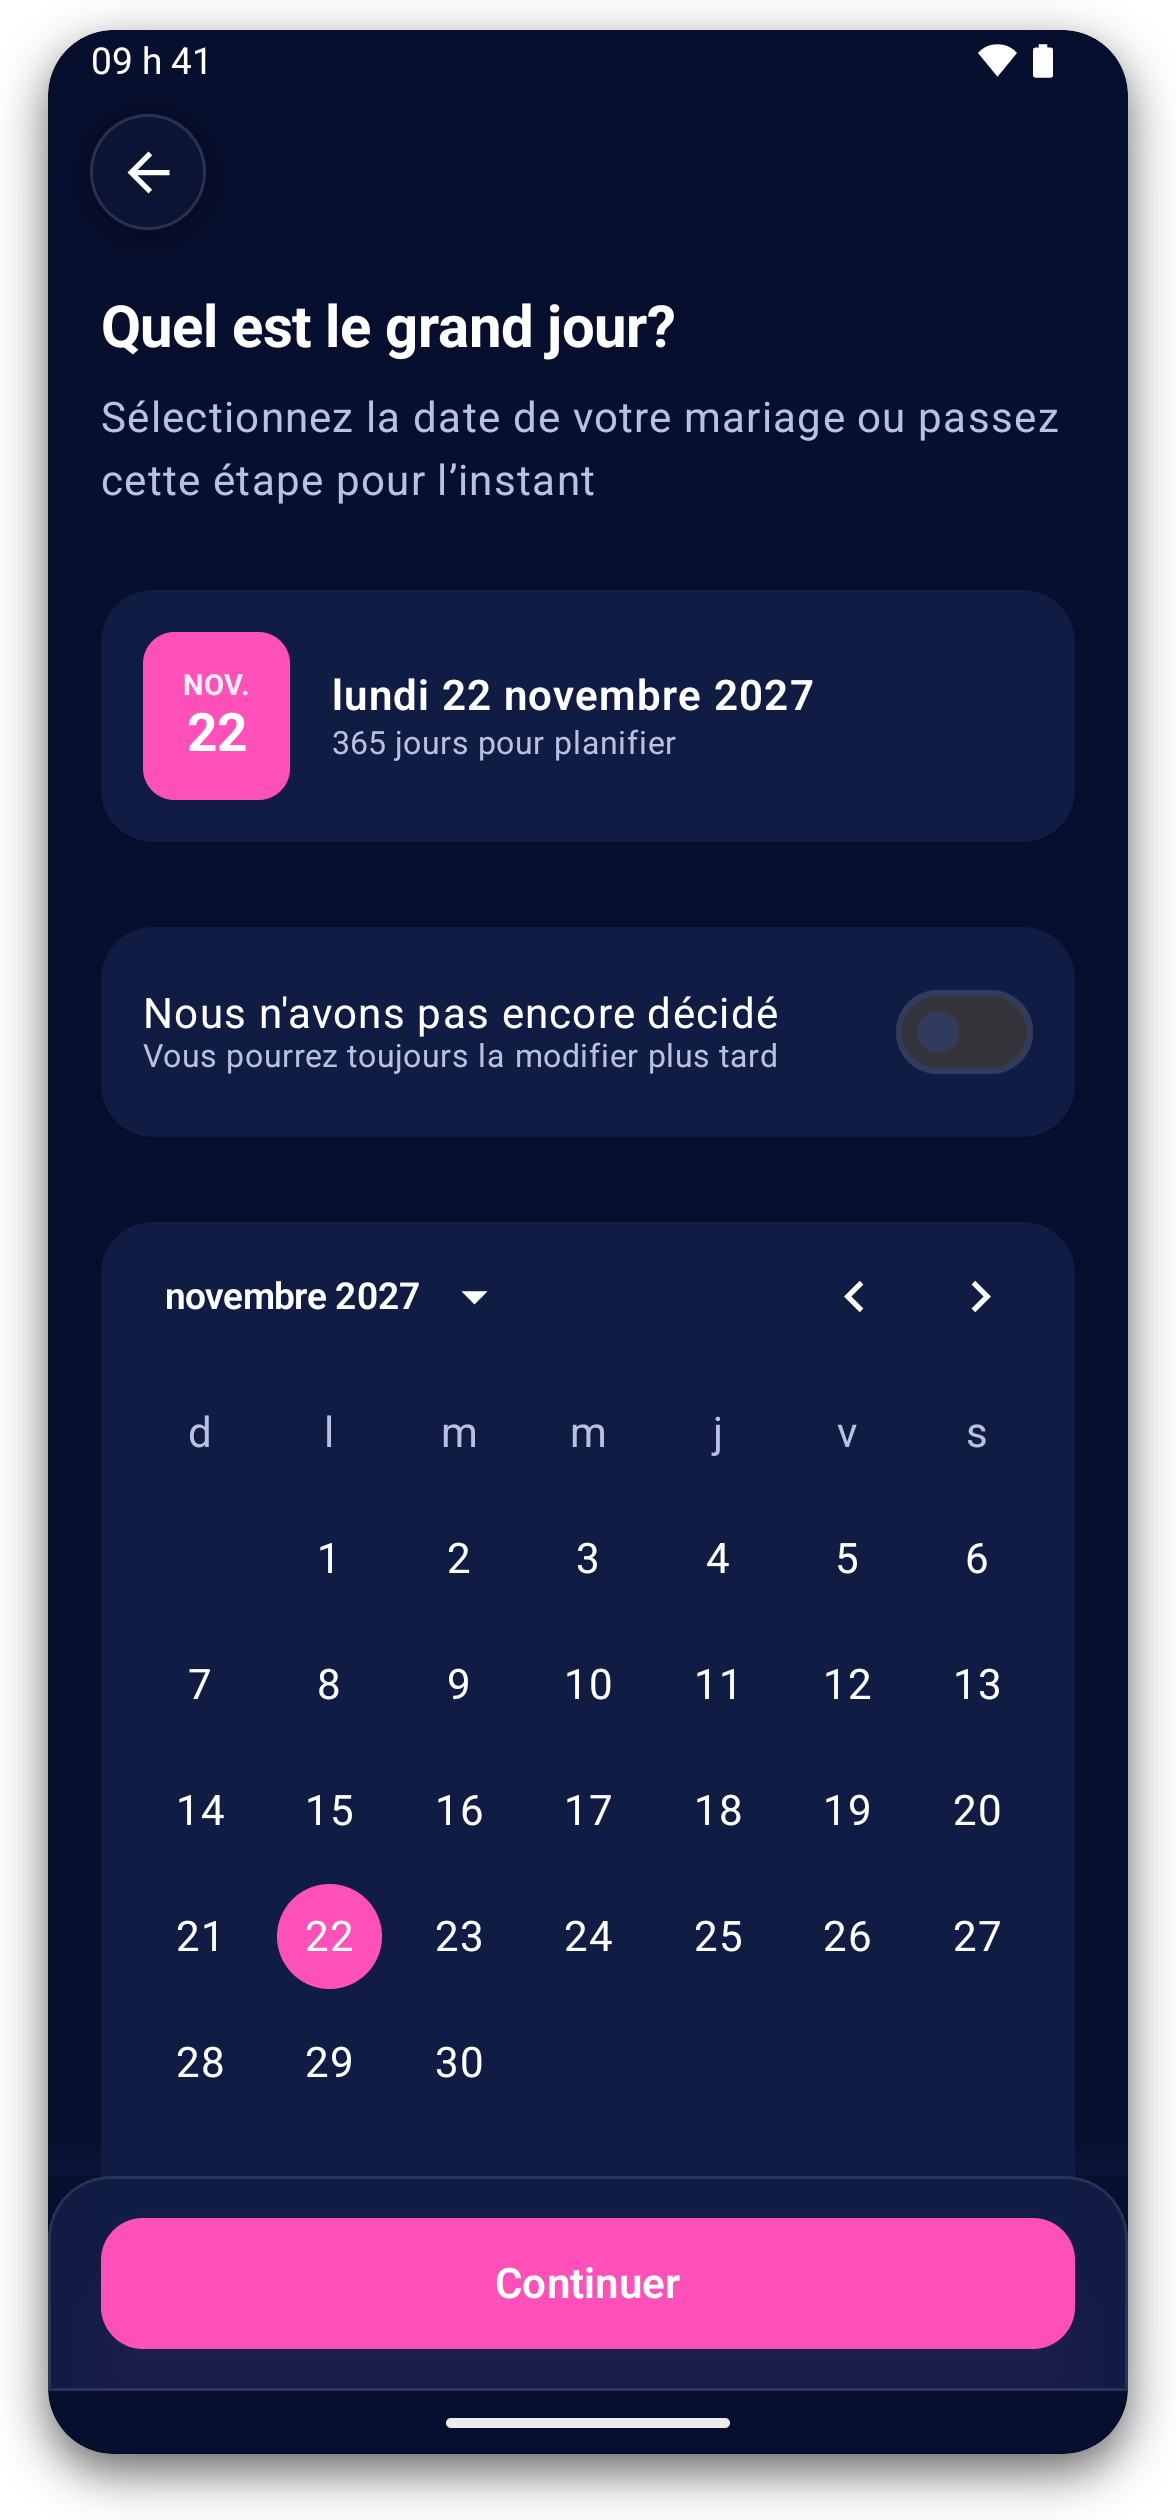 09 h 41
Quel est le grand jour?
Sélectionnez la date de votre mariage ou passez
cette étape pour l’instant
NOV.
22
lundi 22 novembre 2027
365 jours pour planifier
Nous n'avons pas encore décidé
Vous pourrez toujours la modifier plus tard
novembre 2027
d l m m j v s
1 2 3 4 5 6
7 8 9 10 11 12 13
14 15 16 17 18 19 20
21 22 23 24 25 26 27
28 29 30
Continuer